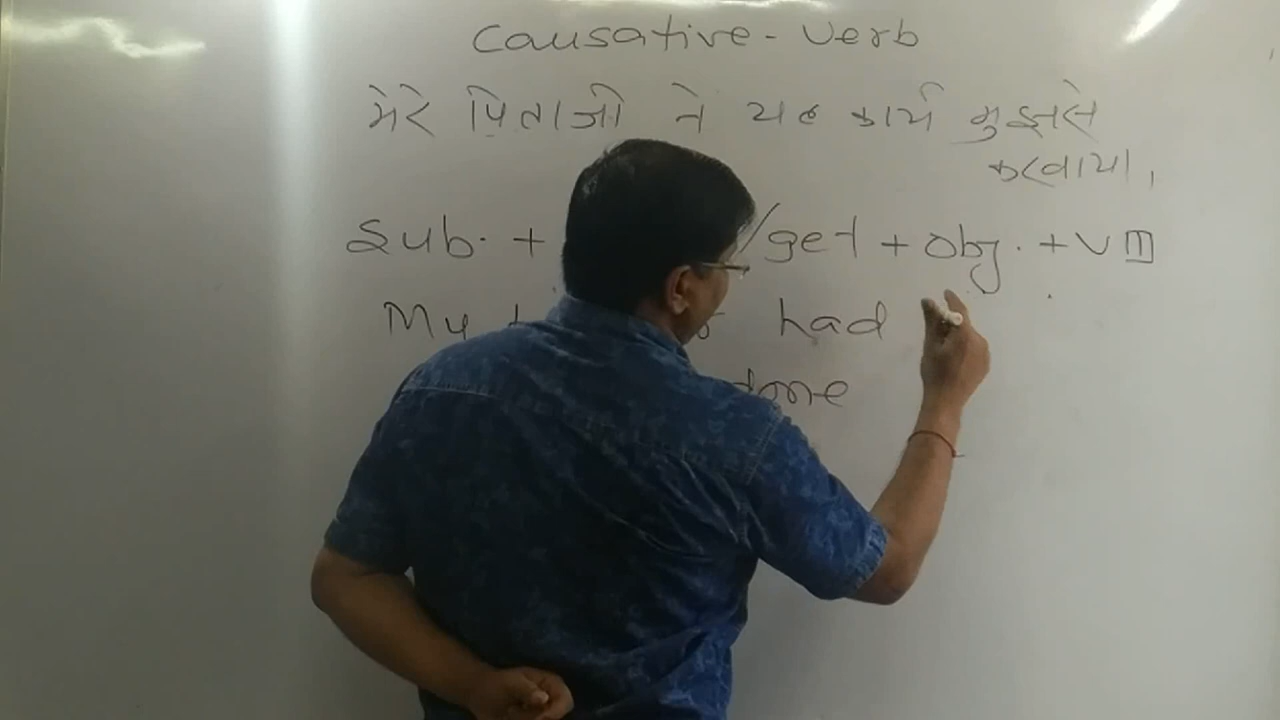 causative - verb
मेरे पिताजी ने यह कार्य मुझसे
करवाया।
Sub. + /get + obj. + V III
My had
done